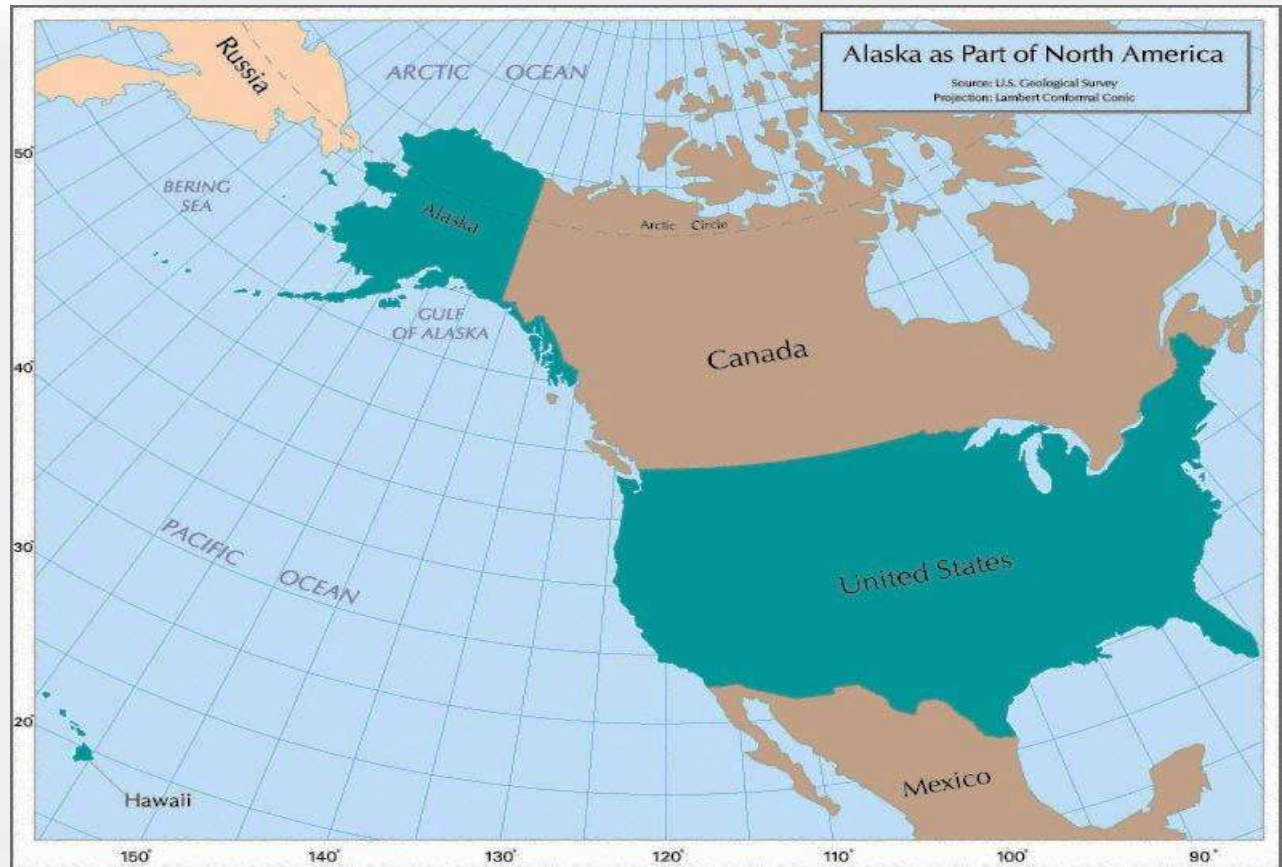 Alaska as Part of North America
Source: U.S. Geological Survey
Projection: Lambert Conformal Conic
Russia
ARCTIC OCEAN
50°
BERING
SEA
Alaska
Arctic Circle
GULF
OF ALASKA
Canada
40°
PACIFIC OCEAN
30°
United States
20°
Mexico
Hawaii
150° 140° 130° 120° 110° 100° 90°